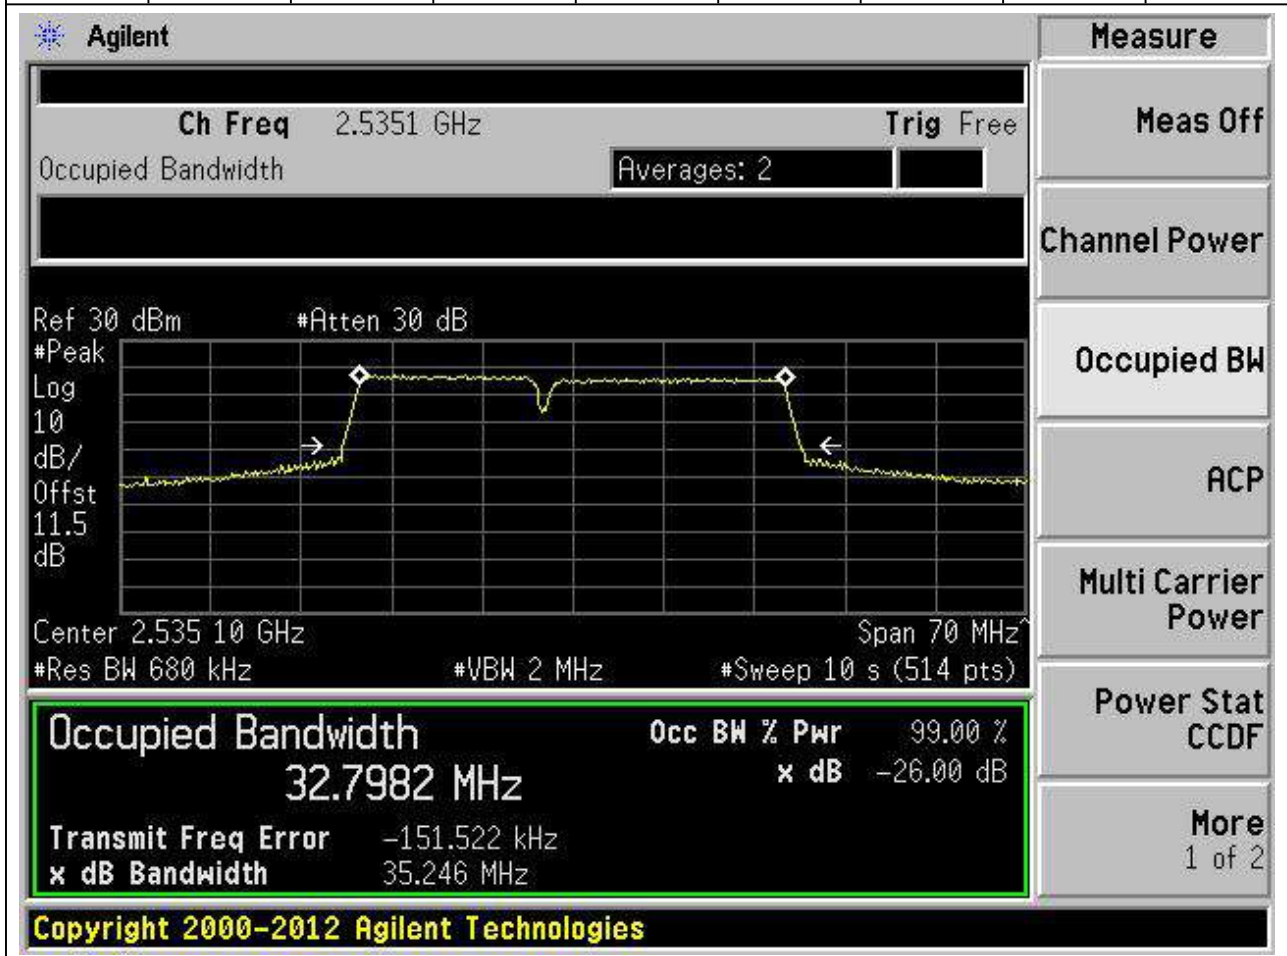 Agilent
Measure
Ch Freq 2.5351 GHz Trig Free
Occupied Bandwidth Averages: 2
Meas Off
Channel Power
Occupied BW
ACP
Multi Carrier
Power
Power Stat
CCDF
More
1 of 2
Ref 30 dBm #Atten 30 dB
#Peak
Log
10
dB/
Offst
11.5
dB
Center 2.535 10 GHz Span 70 MHz^
#Res BW 680 kHz #VBW 2 MHz #Sweep 10 s (514 pts)
Occupied Bandwidth Occ BW % Pwr 99.00 %
32.7982 MHz x dB -26.00 dB
Transmit Freq Error -151.522 kHz
x dB Bandwidth 35.246 MHz
Copyright 2000-2012 Agilent Technologies